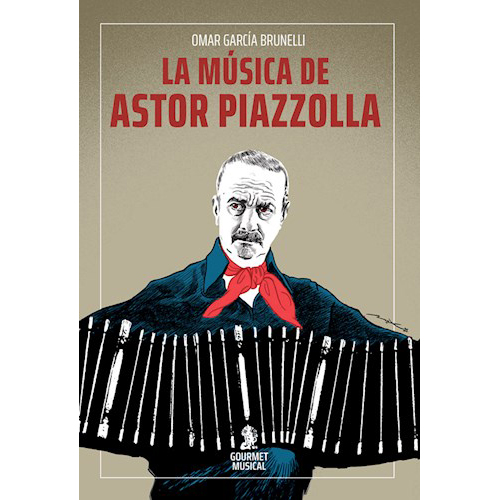 OMAR GARCÍA BRUNELLI
LA MÚSICA DE
ASTOR PIAZZOLLA
GOURMET
MUSICAL